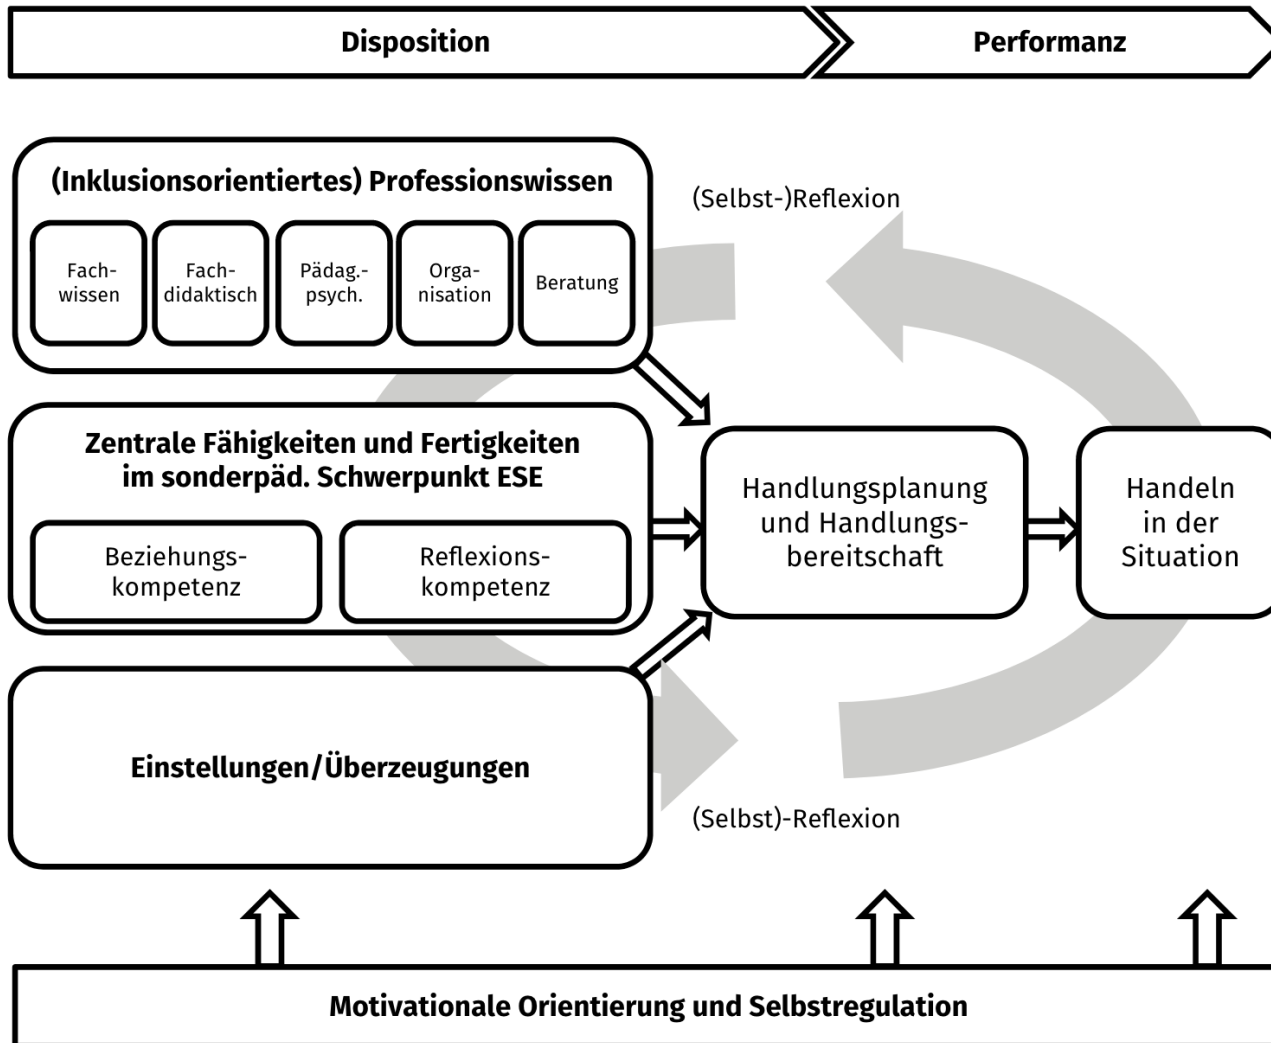 Disposition
Performanz
(Inklusionsorientiertes) Professionswissen
Fach-
wissen
Fach-
didaktisch
Pädag.-
psych.
Orga-
nisation
Beratung
(Selbst-)Reflexion
Zentrale Fähigkeiten und Fertigkeiten
im sonderpäd. Schwerpunkt ESE
Beziehungs-
kompetenz
Reflexions-
kompetenz
Handlungsplanung
und Handlungs-
bereitschaft
Handeln
in der
Situation
Einstellungen/Überzeugungen
(Selbst)-Reflexion
Motivationale Orientierung und Selbstregulation